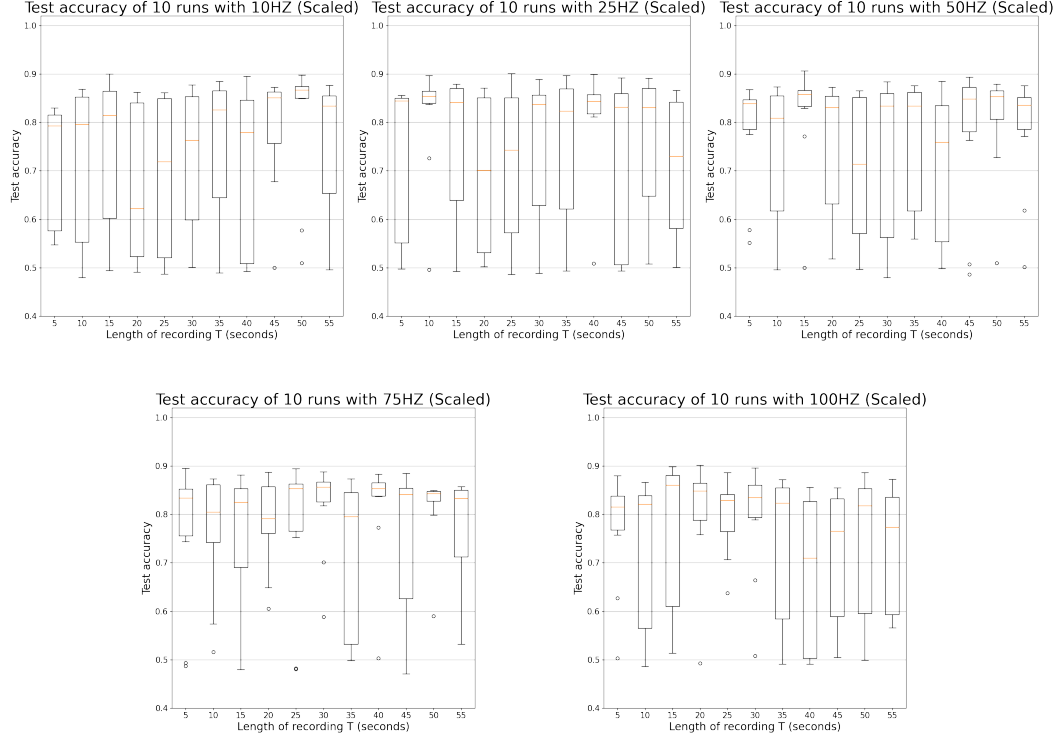 Test accuracy of 10 runs with 10HZ (Scaled)
Test accuracy of 10 runs with 25HZ (Scaled)
Test accuracy of 10 runs with 50HZ (Scaled)
1.0
0.9
0.8
0.7
0.6
0.5
0.4
Test accuracy
5 10 15 20 25 30 35 40 45 50 55
Length of recording T (seconds)
1.0
0.9
0.8
0.7
0.6
0.5
0.4
Test accuracy
5 10 15 20 25 30 35 40 45 50 55
Length of recording T (seconds)
1.0
0.9
0.8
0.7
0.6
0.5
0.4
Test accuracy
5 10 15 20 25 30 35 40 45 50 55
Length of recording T (seconds)
Test accuracy of 10 runs with 75HZ (Scaled)
1.0
0.9
0.8
0.7
0.6
0.5
0.4
Test accuracy
5 10 15 20 25 30 35 40 45 50 55
Length of recording T (seconds)
Test accuracy of 10 runs with 100HZ (Scaled)
1.0
0.9
0.8
0.7
0.6
0.5
0.4
Test accuracy
5 10 15 20 25 30 35 40 45 50 55
Length of recording T (seconds)